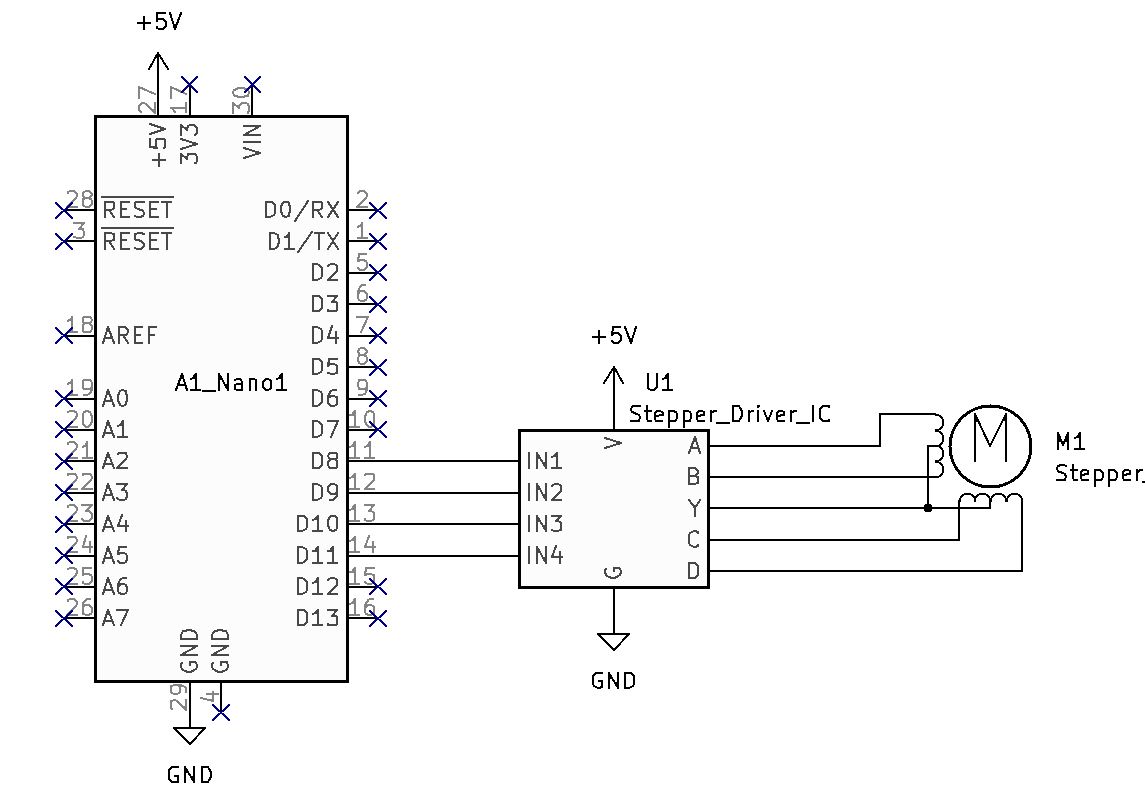 +5V
27
17
30
+5V
3V3
VIN
28 RESET D0/RX 2
3 RESET D1/TX 1
D2 5
D3 6
18 AREF D4 7
D5 8
19 A0 D6 9
20 A1 D7 10
21 A2 D8 11
22 A3 D9 12
23 A4 D10 13
24 A5 D11 14
25 A6 D12 15
26 A7 D13 16
A1_Nano1
GND
GND
29
4
GND
+5V
U1
Stepper_Driver_IC
V
IN1 A
IN2 B
IN3 Y
IN4 C
D
G
GND
M
M1
Stepper_